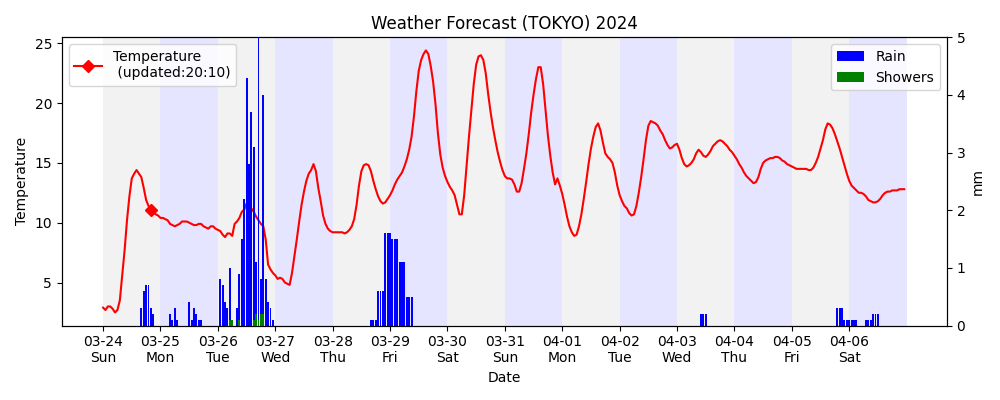 Weather Forecast (TOKYO) 2024
Temperature
(updated:20:10)
Rain
Showers
Temperature
25
20
15
10
5
5
4
3
2
1
0
mm
03-24 03-25 03-26 03-27 03-28 03-29 03-30 03-31 04-01 04-02 04-03 04-04 04-05 04-06
Sun Mon Tue Wed Thu Fri Sat Sun Mon Tue Wed Thu Fri Sat
Date